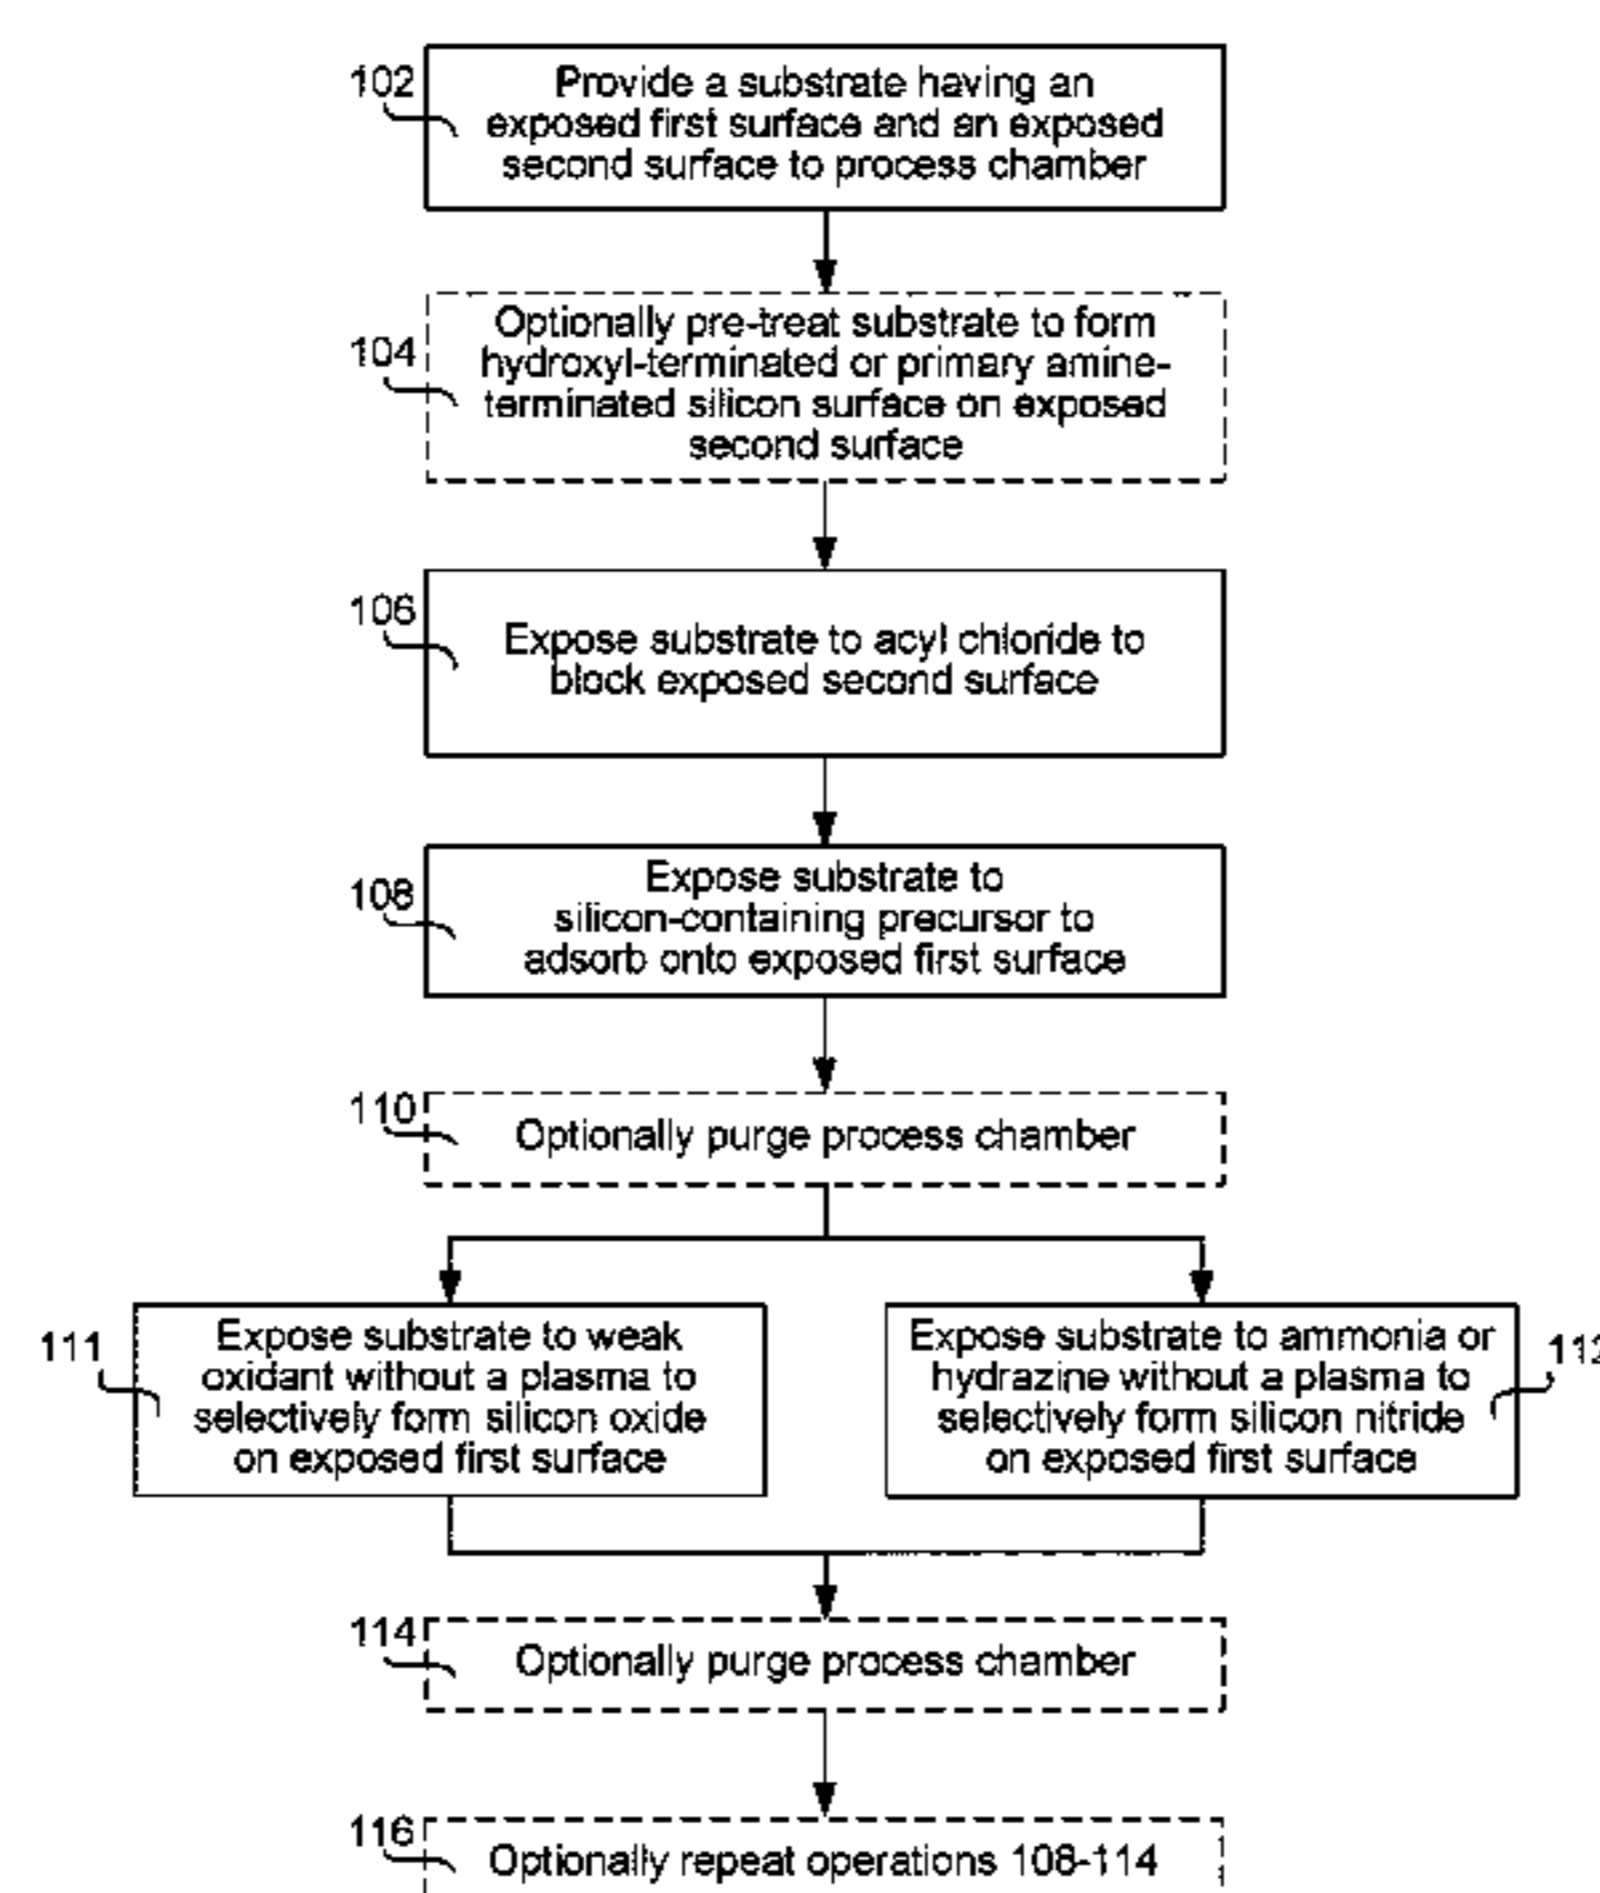 102
Provide a substrate having an
exposed first surface and an exposed
second surface to process chamber
104
Optionally pre-treat substrate to form
hydroxyl-terminated or primary amine-
terminated silicon surface on exposed
second surface
106
Expose substrate to acyl chloride to
block exposed second surface
108
Expose substrate to
silicon-containing precursor to
adsorb onto exposed first surface
110
Optionally purge process chamber
111
Expose substrate to weak
oxidant without a plasma to
selectively form silicon oxide
on exposed first surface
Expose substrate to ammonia or
hydrazine without a plasma to
selectively form silicon nitride
on exposed first surface
112
114
Optionally purge process chamber
116
Optionally repeat operations 108-114